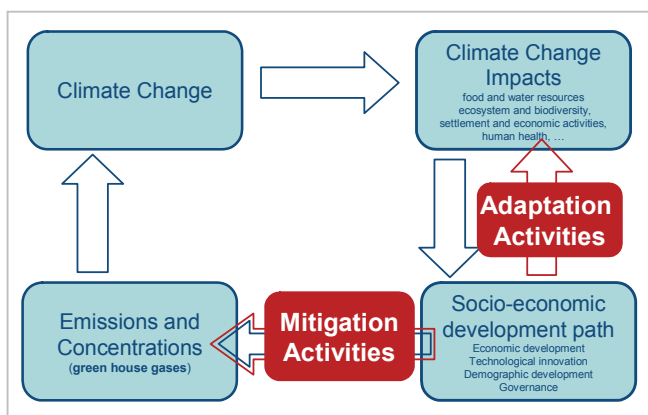 Climate Change
Climate Change
Impacts
food and water resources
ecosystem and biodiversity,
settlement and economic activities,
human health, …
Adaptation
Activities
Emissions and
Concentrations
(green house gases)
Mitigation
Activities
Socio-economic
development path
Economic development
Technological innovation
Demographic development
Governance